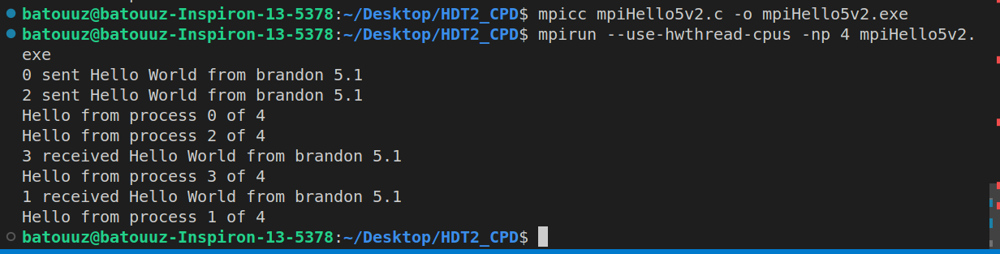 batouuz@batouuz-Inspiron-13-5378:~/Desktop/HDT2_CPD$ mpicc mpiHello5v2.c -o mpiHello5v2.exe
batouuz@batouuz-Inspiron-13-5378:~/Desktop/HDT2_CPD$ mpirun --use-hwthread-cpus -np 4 mpiHello5v2.
exe
0 sent Hello World from brandon 5.1
2 sent Hello World from brandon 5.1
Hello from process 0 of 4
Hello from process 2 of 4
3 received Hello World from brandon 5.1
Hello from process 3 of 4
1 received Hello World from brandon 5.1
Hello from process 1 of 4
batouuz@batouuz-Inspiron-13-5378:~/Desktop/HDT2_CPD$